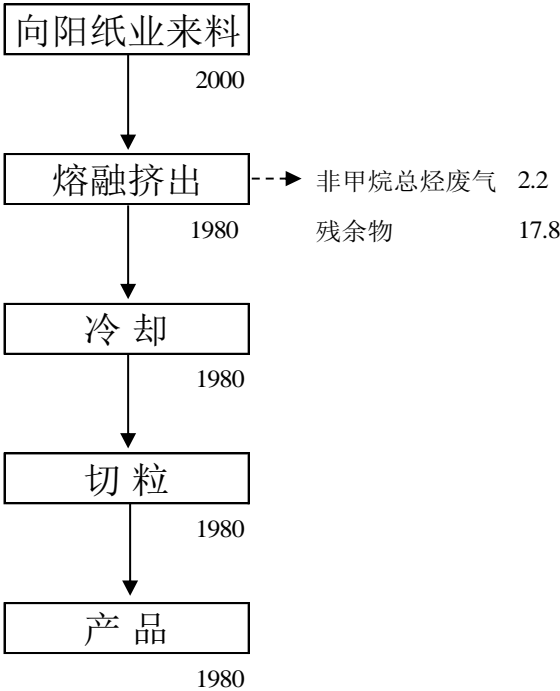 向阳纸业来料
2000
熔融挤出
非甲烷总烃废气 2.2
1980
残余物 17.8
冷却
1980
切粒
1980
产品
1980